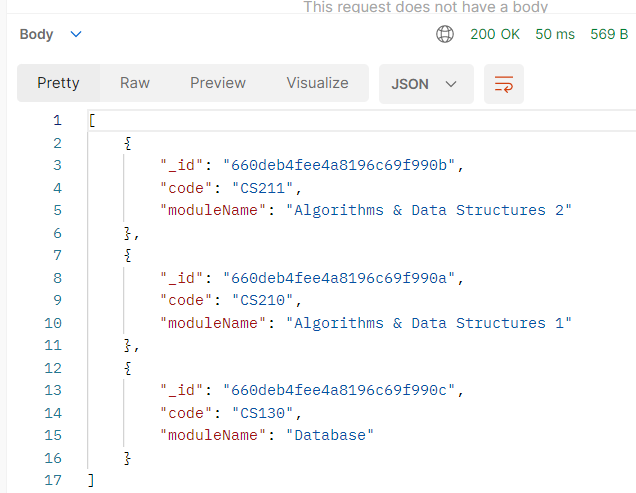 This request does not have a body
Body 200 OK 50 ms 569 B
Pretty Raw Preview Visualize JSON
1 [
2 {
3 "_id": "660deb4fee4a8196c69f990b",
4 "code": "CS211",
5 "moduleName": "Algorithms & Data Structures 2"
6 },
7 {
8 "_id": "660deb4fee4a8196c69f990a",
9 "code": "CS210",
10 "moduleName": "Algorithms & Data Structures 1"
11 },
12 {
13 "_id": "660deb4fee4a8196c69f990c",
14 "code": "CS130",
15 "moduleName": "Database"
16 }
17 ]